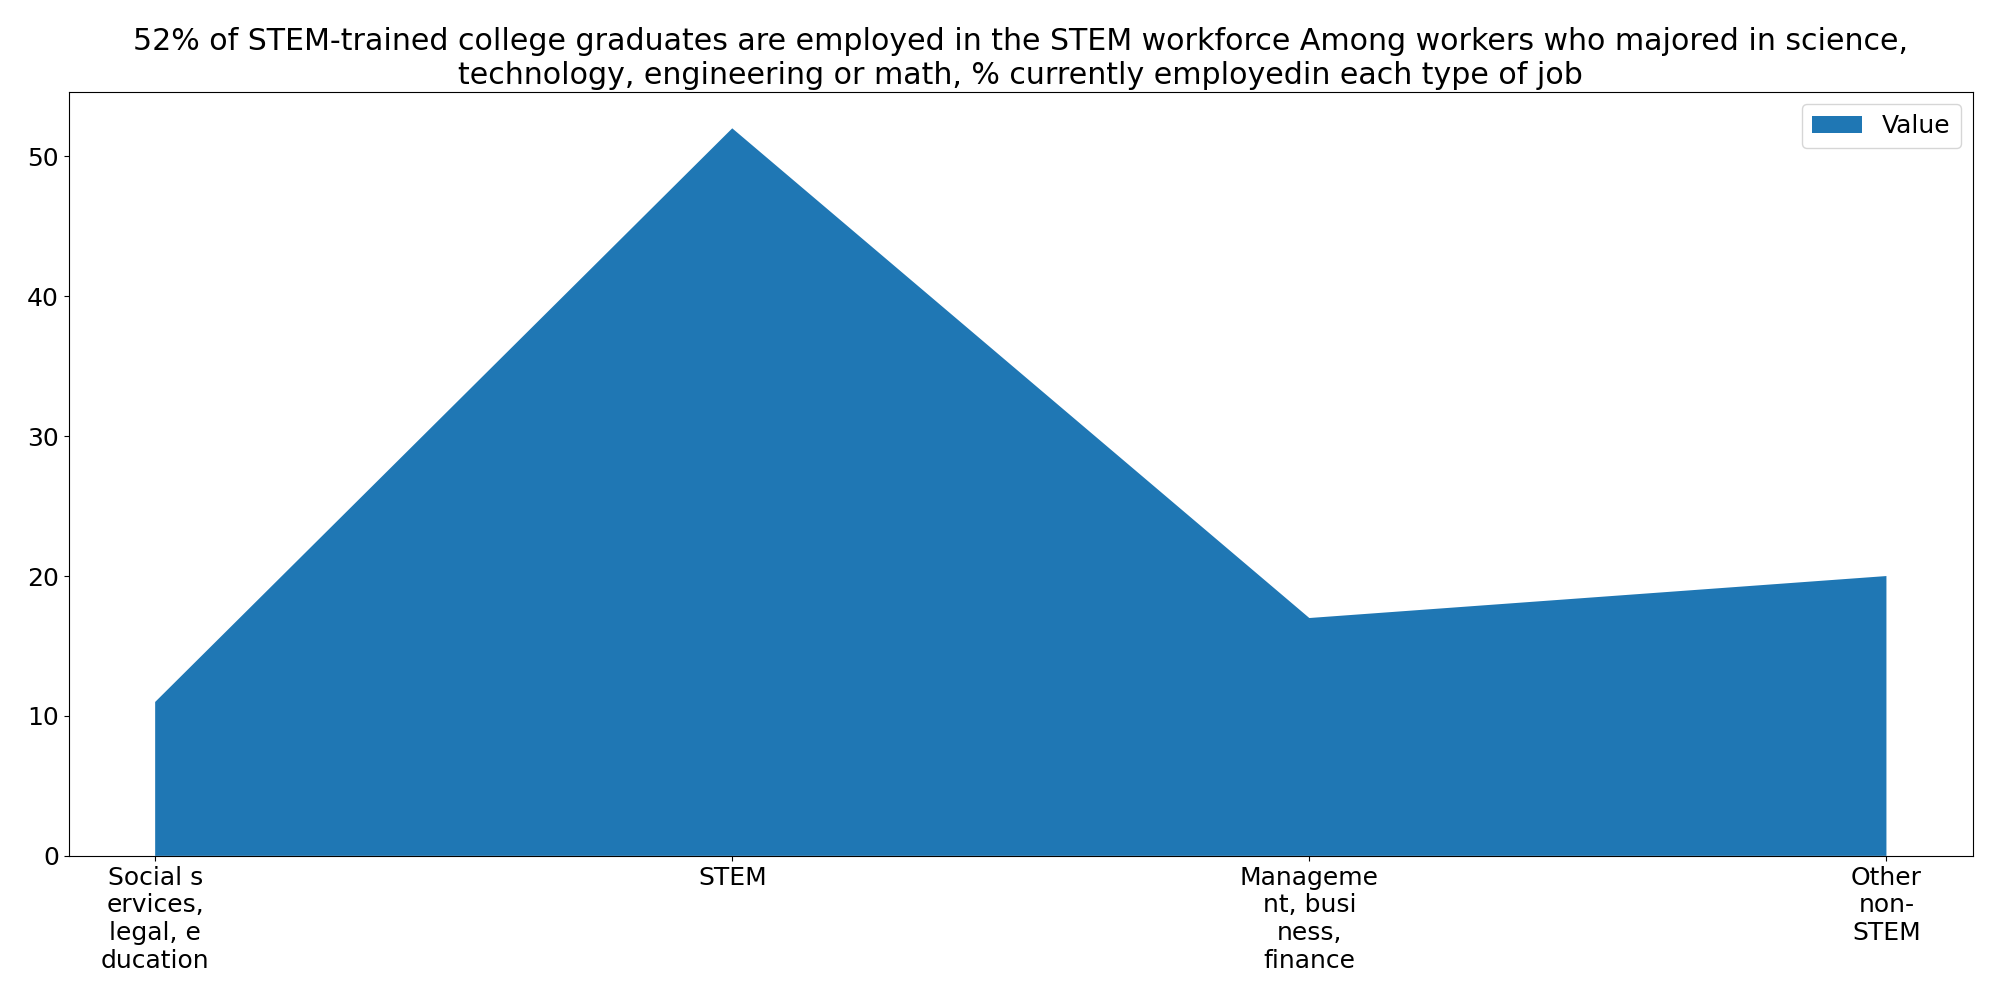 52% of STEM-trained college graduates are employed in the STEM workforce Among workers who majored in science,
technology, engineering or math, % currently employedin each type of job
Value
50
40
30
20
10
0
Social s
ervices,
legal, e
ducation
STEM
Manageme
nt, busi
ness,
finance
Other
non-
STEM